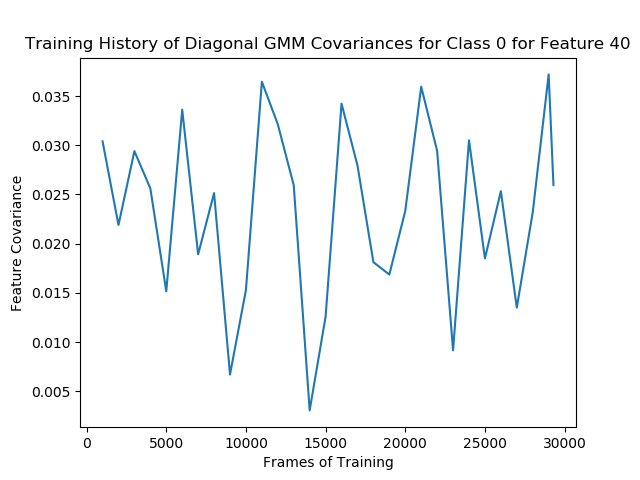 Training History of Diagonal GMM Covariances for Class 0 for Feature 40
0.035
0.030
0.025
0.020
0.015
0.010
0.005
Feature Covariance
0 5000 10000 15000 20000 25000 30000
Frames of Training